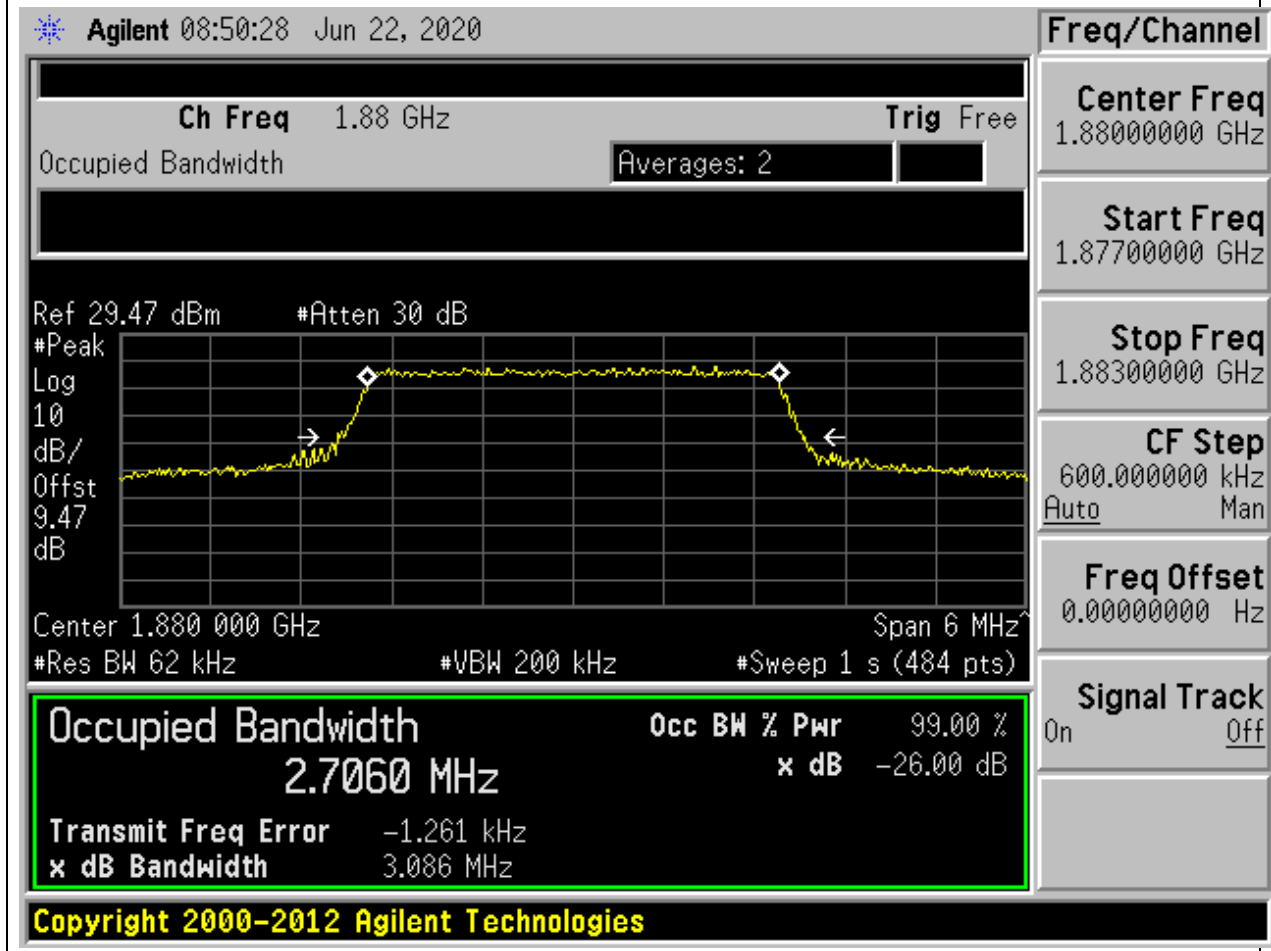 Agilent 08:50:28 Jun 22, 2020
Freq/Channel
Ch Freq 1.88 GHz Trig Free
Occupied Bandwidth Averages: 2
Ref 29.47 dBm #Atten 30 dB
#Peak
Log
10
dB/
Offst
9.47
dB
Center 1.880 000 GHz Span 6 MHz^
#Res BW 62 kHz #VBW 200 kHz #Sweep 1 s (484 pts)
Occupied Bandwidth Occ BW % Pwr 99.00 %
2.7060 MHz x dB -26.00 dB
Transmit Freq Error -1.261 kHz
x dB Bandwidth 3.086 MHz
Center Freq
1.88000000 GHz
Start Freq
1.87700000 GHz
Stop Freq
1.88300000 GHz
CF Step
600.000000 kHz
Auto Man
Freq Offset
0.00000000 Hz
Signal Track
On Off
Copyright 2000-2012 Agilent Technologies